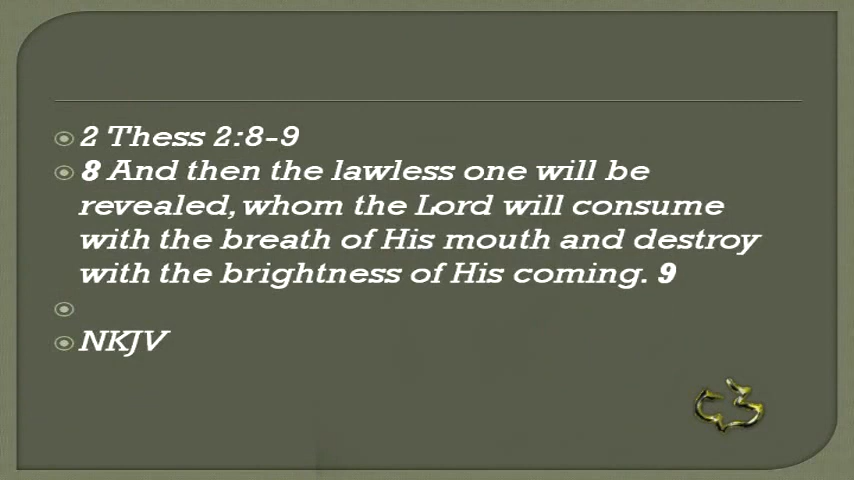 2 Thess 2:8-9
8 And then the lawless one will be
revealed, whom the Lord will consume
with the breath of His mouth and destroy
with the brightness of His coming. 9
NKJV
C3